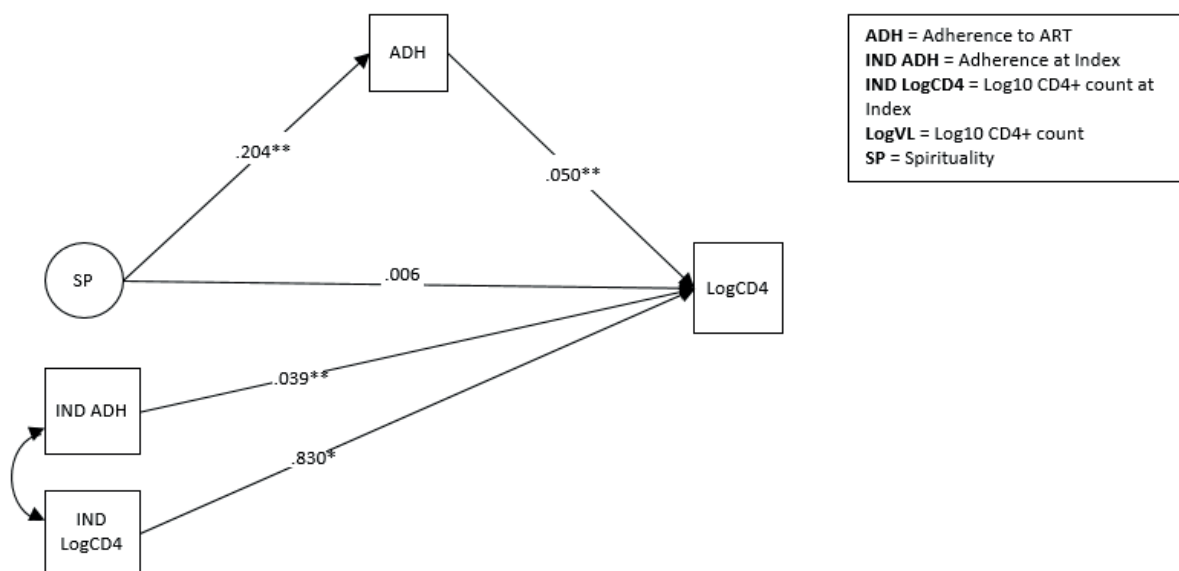 ADH
ADH = Adherence to ART
IND ADH = Adherence at Index
IND LogCD4 = Log10 CD4+ count at
Index
LogVL = Log10 CD4+ count
SP = Spirituality
.204**
.050**
SP
.006
LogCD4
.039**
IND ADH
.830*
IND
LogCD4